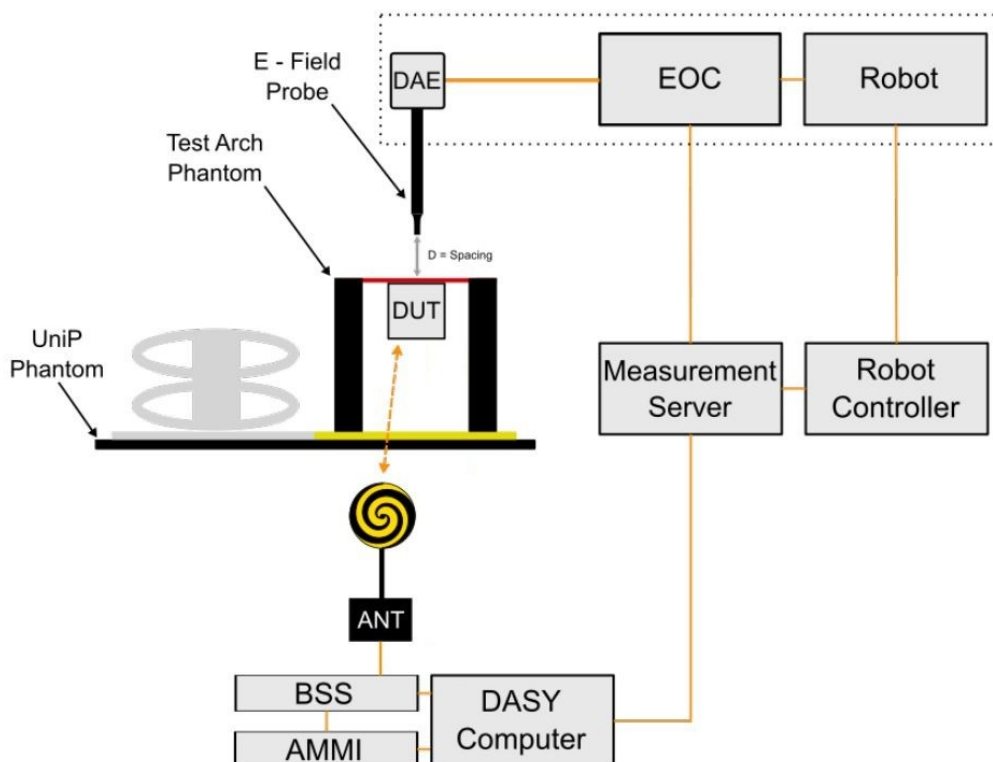 E - Field
Probe
DAE
EOC
Robot
Test Arch
Phantom
D = Spacing
DUT
UniP
Phantom
Measurement
Server
Robot
Controller
ANT
BSS
DASY
Computer
AMMI